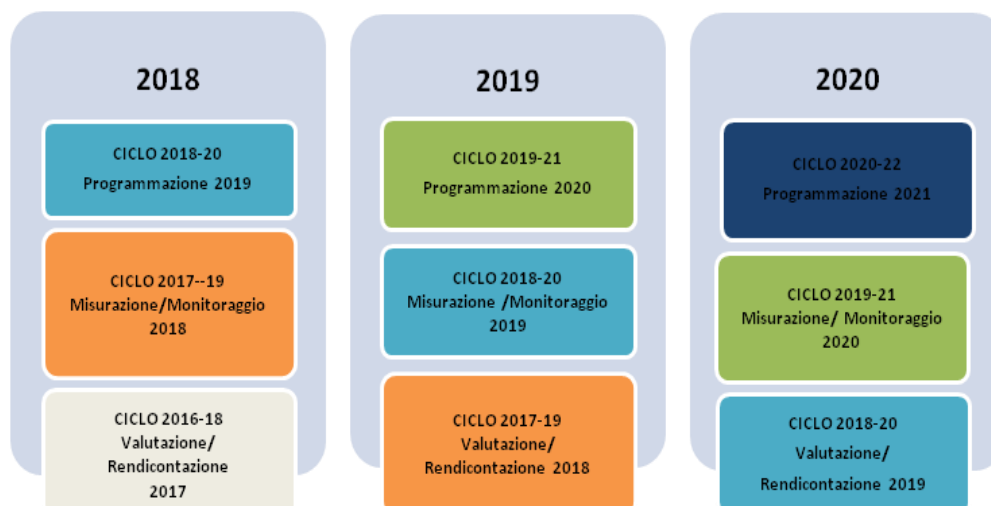 2018
CICLO 2018-20
Programmazione 2019
CICLO 2017--19
Misurazione/Monitoraggio
2018
CICLO 2016-18
Valutazione/
Rendicontazione
2017
2019
CICLO 2019-21
Programmazione 2020
CICLO 2018-20
Misurazione /Monitoraggio
2019
CICLO 2017-19
Valutazione/
Rendicontazione 2018
2020
CICLO 2020-22
Programmazione 2021
CICLO 2019-21
Misurazione/ Monitoraggio
2020
CICLO 2018-20
Valutazione/
Rendicontazione 2019